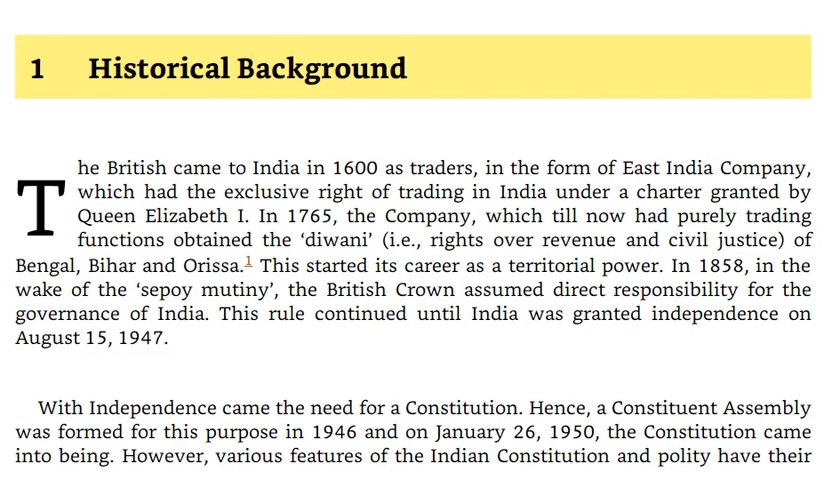 1 Historical Background
The British came to India in 1600 as traders, in the form of East India Company,
which had the exclusive right of trading in India under a charter granted by
Queen Elizabeth I. In 1765, the Company, which till now had purely trading
functions obtained the ‘diwani’ (i.e., rights over revenue and civil justice) of
Bengal, Bihar and Orissa.1 This started its career as a territorial power. In 1858, in the
wake of the ‘sepoy mutiny’, the British Crown assumed direct responsibility for the
governance of India. This rule continued until India was granted independence on
August 15, 1947.
With Independence came the need for a Constitution. Hence, a Constituent Assembly
was formed for this purpose in 1946 and on January 26, 1950, the Constitution came
into being. However, various features of the Indian Constitution and polity have their